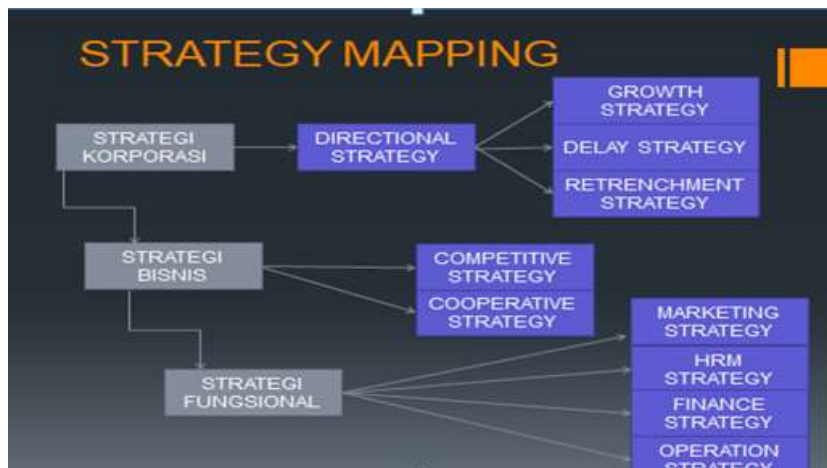 STRATEGY MAPPING
GROWTH
STRATEGY
STRATEGI
KORPORASI
DIRECTIONAL
STRATEGY
DELAY STRATEGY
RETRENCHMENT
STRATEGY
STRATEGI
BISNIS
COMPETITIVE
STRATEGY
COOPERATIVE
STRATEGY
MARKETING
STRATEGY
HRM
STRATEGY
STRATEGI
FUNGSIONAL
FINANCE
STRATEGY
OPERATION
STRATEGY